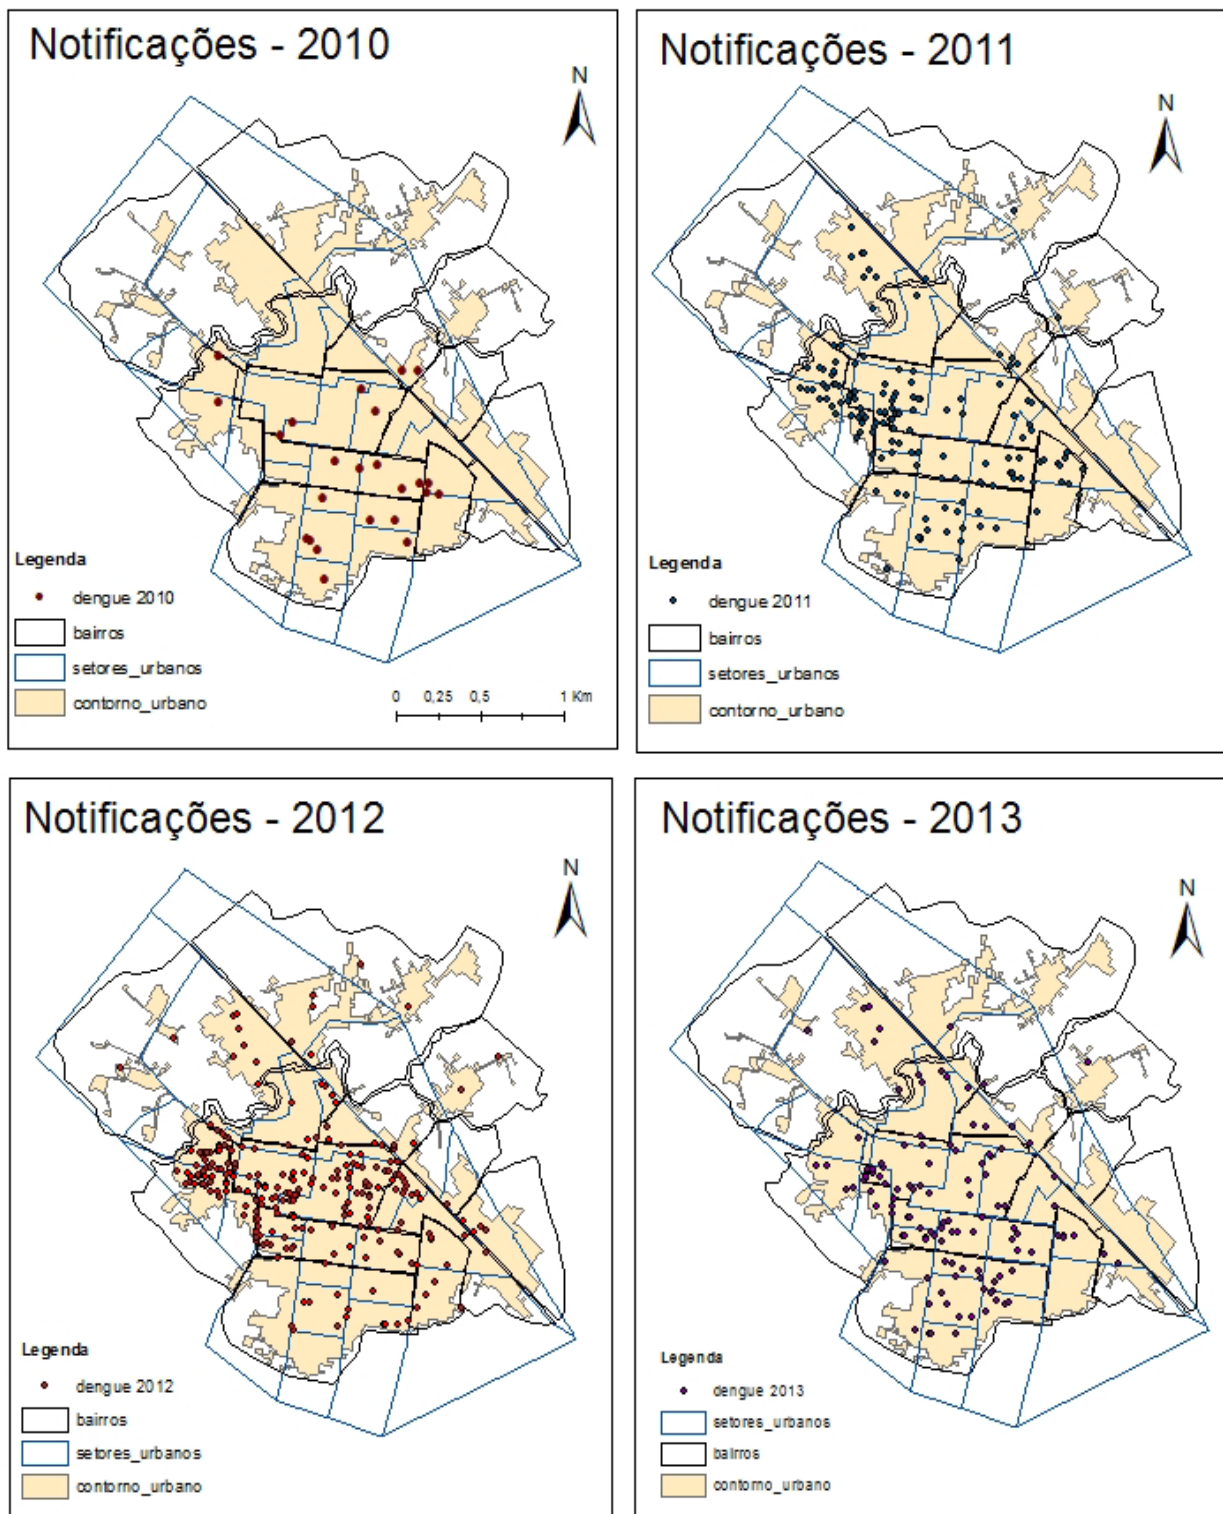 Notificações - 2010
N
Legenda
dengue 2010
bairros
setores_urbanos
contorno_urbano
0 0,25 0,5 1 Km
Notificações - 2011
N
Legenda
dengue 2011
bairros
setores_urbanos
contorno_urbano
Notificações - 2012
N
Legenda
dengue 2012
bairros
setores_urbanos
contorno_urbano
Notificações - 2013
N
Legenda
dengue 2013
setores_urbanos
bairros
contorno_urbano